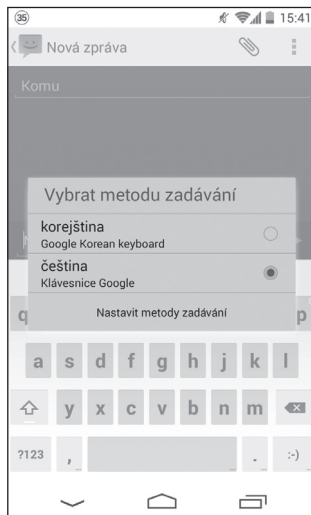 35 15:41
Nová zpráva
Komu
Vybrat metodu zadávání
korejština
Google Korean keyboard
čeština
Klávesnice Google
Nastavit metody zadávání
q p
a s d f g h j k l
y x c v b n m
?123 , . :-)